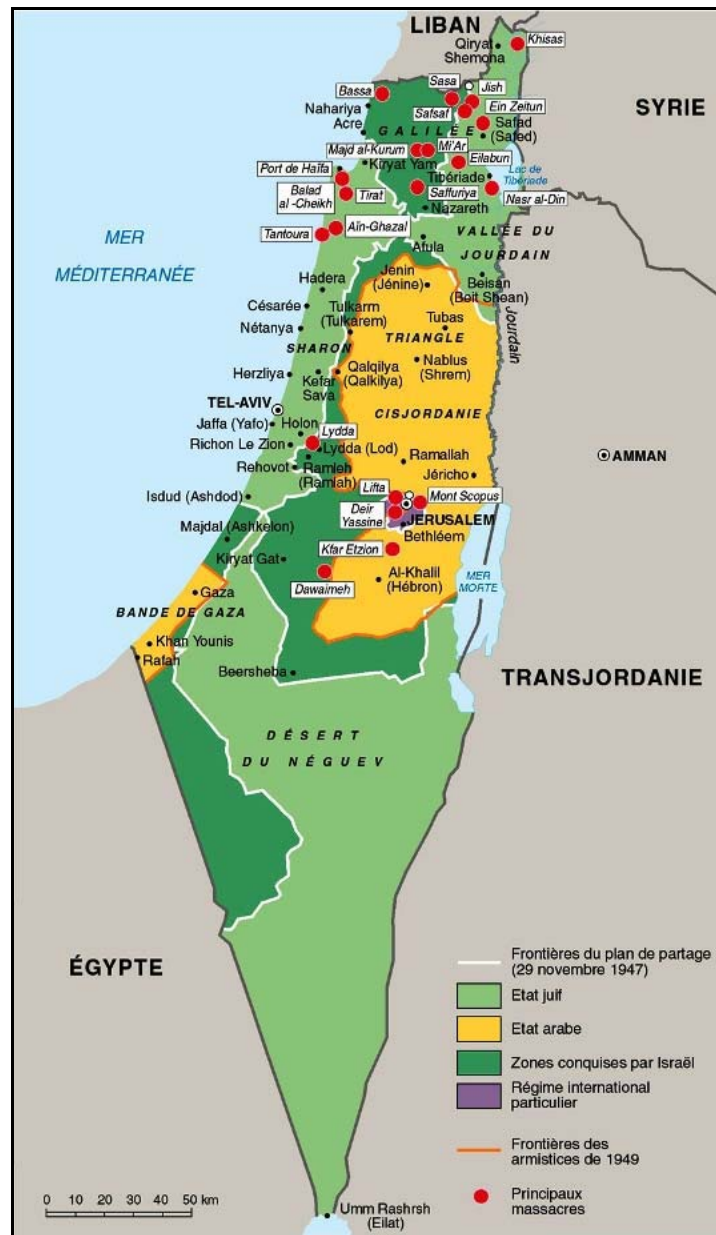 LIBAN
Qiryat
Shemona
Khisas
SYRIE
Bassa
Sasa
Jish
Nahariya
Acre
Safsaf
Ein Zeitun
GALILÉE
Safad
(Safed)
Majd al-Kurum
Mi'Ar
Kiryat Yam
Eilabun
Port de Haïfa
Tibériade
Lac de
Tibériade
Balad
al -Cheikh
Tirat
Saffuriya
Nasr al-Din
Nazareth
Aïn-Ghazal
Tantoura
MER
MÉDITERRANÉE
VALLÉE DU
JOURDAIN
Afula
Hadera
Jenin
(Jénine)
Beisan
(Beit Shean)
Césarée
Tulkarm
(Tulkarem)
Tubas
Jourdain
Nétanya
SHARON
TRIANGLE
Nablus
(Shrem)
Herzliya
Kefar
Sava
Qalqilya
(Qalkilya)
TEL-AVIV
CISJORDANIE
Jaffa (Yafo)
Holon
Lydda
Richon Le Zion
Lydda (Lod)
Ramallah
AMMAN
Rehovot
Ramleh
(Ramlah)
Jéricho
Lifta
Mont Scopus
Isdud (Ashdod)
Deir
Yassine
JERUSALEM
Majdal (Ashkelon)
Bethléem
Kfar Etzion
Kiryat Gat
Dawaimeh
Al-Khalil
(Hébron)
MER
MORTE
Gaza
BANDE DE GAZA
Khan Younis
Rafah
Beersheba
TRANSJORDANIE
DÉSERT
DU NÉGUEV
ÉGYPTE
Frontières du plan de partage
(29 novembre 1947)
Etat juif
Etat arabe
Zones conquises par Israël
Régime international
particulier
Frontières des
armistices de 1949
Principaux
massacres
0 10 20 30 40 50 km
Umm Rashrsh
(Eilat)